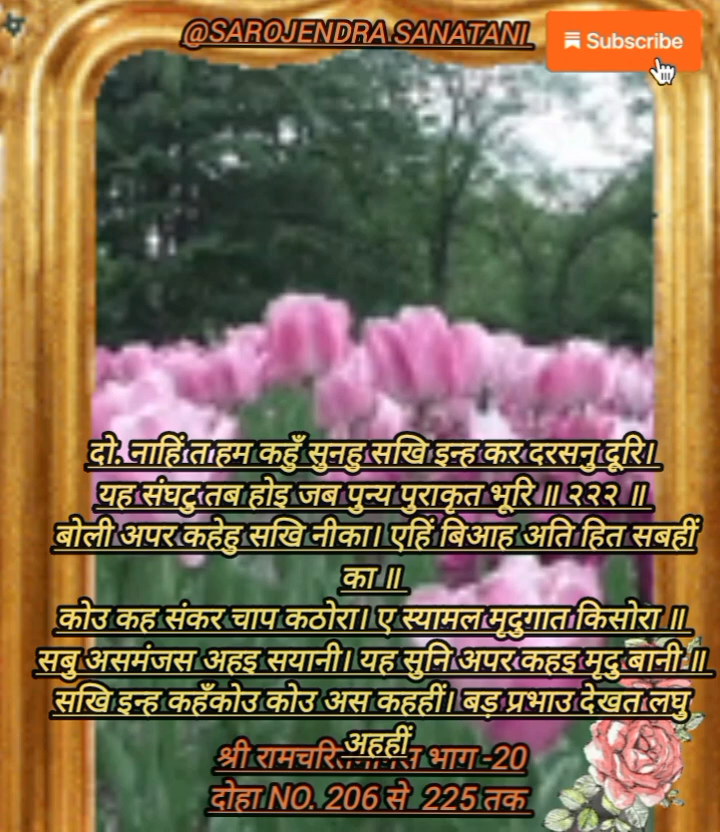 @SAROJENDRA SANATANI
Subscribe
दो. नाहिं त हम कहुँ सुनहु सखि इन्ह कर दरसनु दूरि।
यह संघटु तब होइ जब पुन्य पुराकृत भूरि ॥ २२२ ॥
बोली अपर कहेहु सखि नीका। एहिं बिआह अति हित सबहीं
का ॥
कोउ कह संकर चाप कठोरा। ए स्यामल मृदुगात किसोरा ॥
सबु असमंजस अहइ सयानी। यह सुनि अपर कहइ मृदु बानी ॥
सखि इन्ह कहँकोउ कोउ अस कहहीं। बड़ प्रभाउ देखत लघु
अहहीं
श्री भाग-20
दोहा NO. 206 से 225 तक